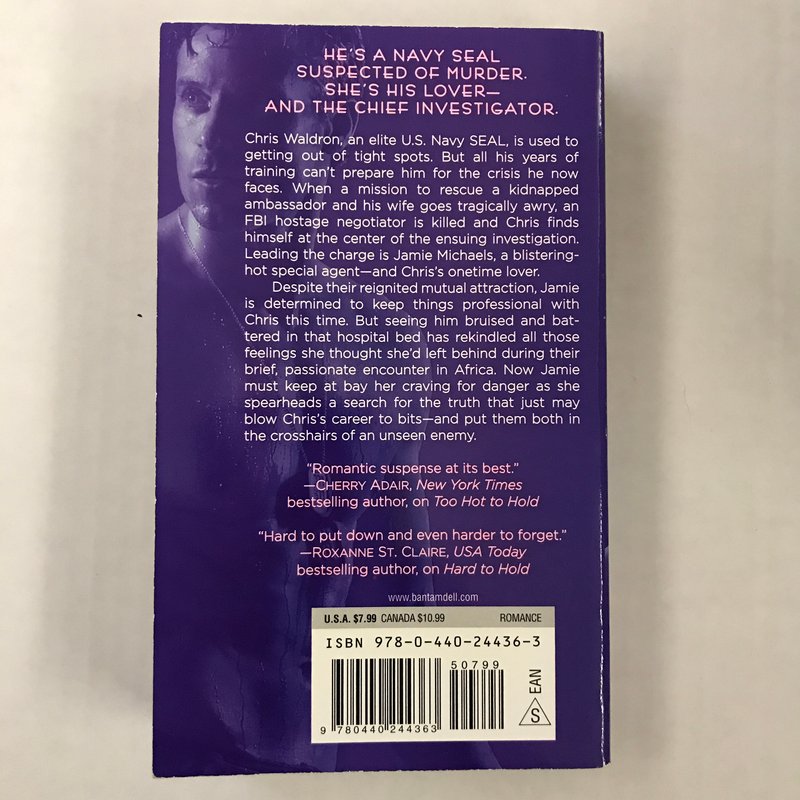 HE'S A NAVY SEAL
SUSPECTED OF MURDER.
SHE'S HIS LOVER—
AND THE CHIEF INVESTIGATOR.
Chris Waldron, an elite U.S. Navy SEAL, is used to
getting out of tight spots. But all his years of
training can't prepare him for the crisis he now
faces. When a mission to rescue a kidnapped
ambassador and his wife goes tragically awry, an
FBI hostage negotiator is killed and Chris finds
himself at the center of the ensuing investigation.
Leading the charge is Jamie Michaels, a blistering-
hot special agent—and Chris's onetime lover.
Despite their reignited mutual attraction, Jamie
is determined to keep things professional with
Chris this time. But seeing him bruised and bat-
tered in that hospital bed has rekindled all those
feelings she thought she'd left behind during their
brief, passionate encounter in Africa. Now Jamie
must keep at bay her craving for danger as she
spearheads a search for the truth that just may
blow Chris's career to bits—and put them both in
the crosshairs of an unseen enemy.
"Romantic suspense at its best."
—CHERRY ADAIR, New York Times
bestselling author, on Too Hot to Hold
"Hard to put down and even harder to forget."
—ROXANNE ST. CLAIRE, USA Today
bestselling author, on Hard to Hold
www.bantamdell.com
U.S.A. $7.99 CANADA $10.99 ROMANCE
ISBN 978-0-440-24436-3
50799
9 780440 244363
S EAN